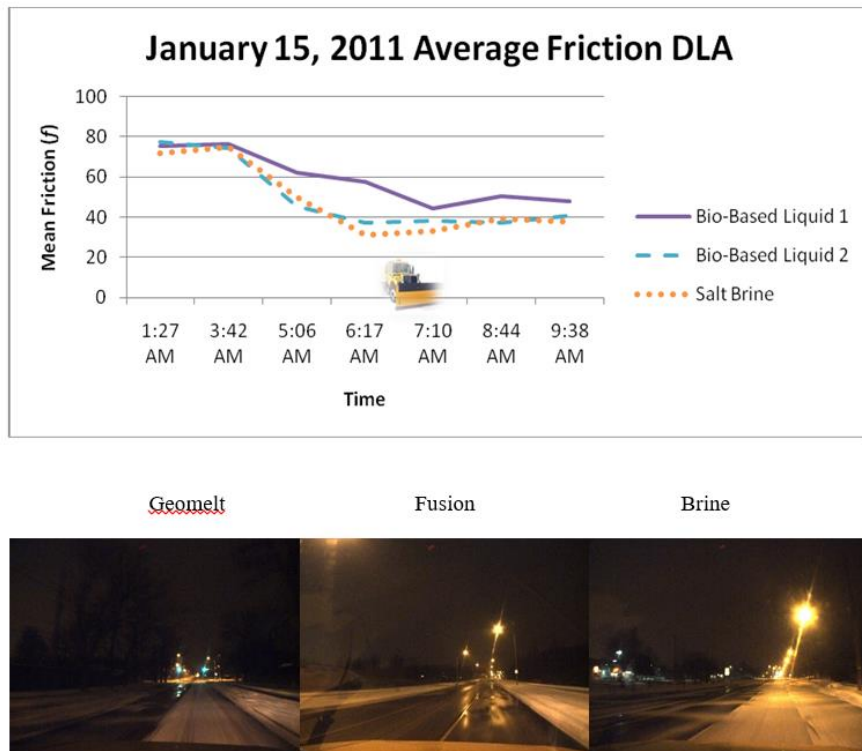 January 15, 2011 Average Friction DLA
Mean Friction (f)
100
80
60
40
20
0
1:27 AM
3:42 AM
5:06 AM
6:17 AM
7:10 AM
8:44 AM
9:38 AM
Time
Bio-Based Liquid 1
Bio-Based Liquid 2
Salt Brine
Geomelt
Fusion
Brine